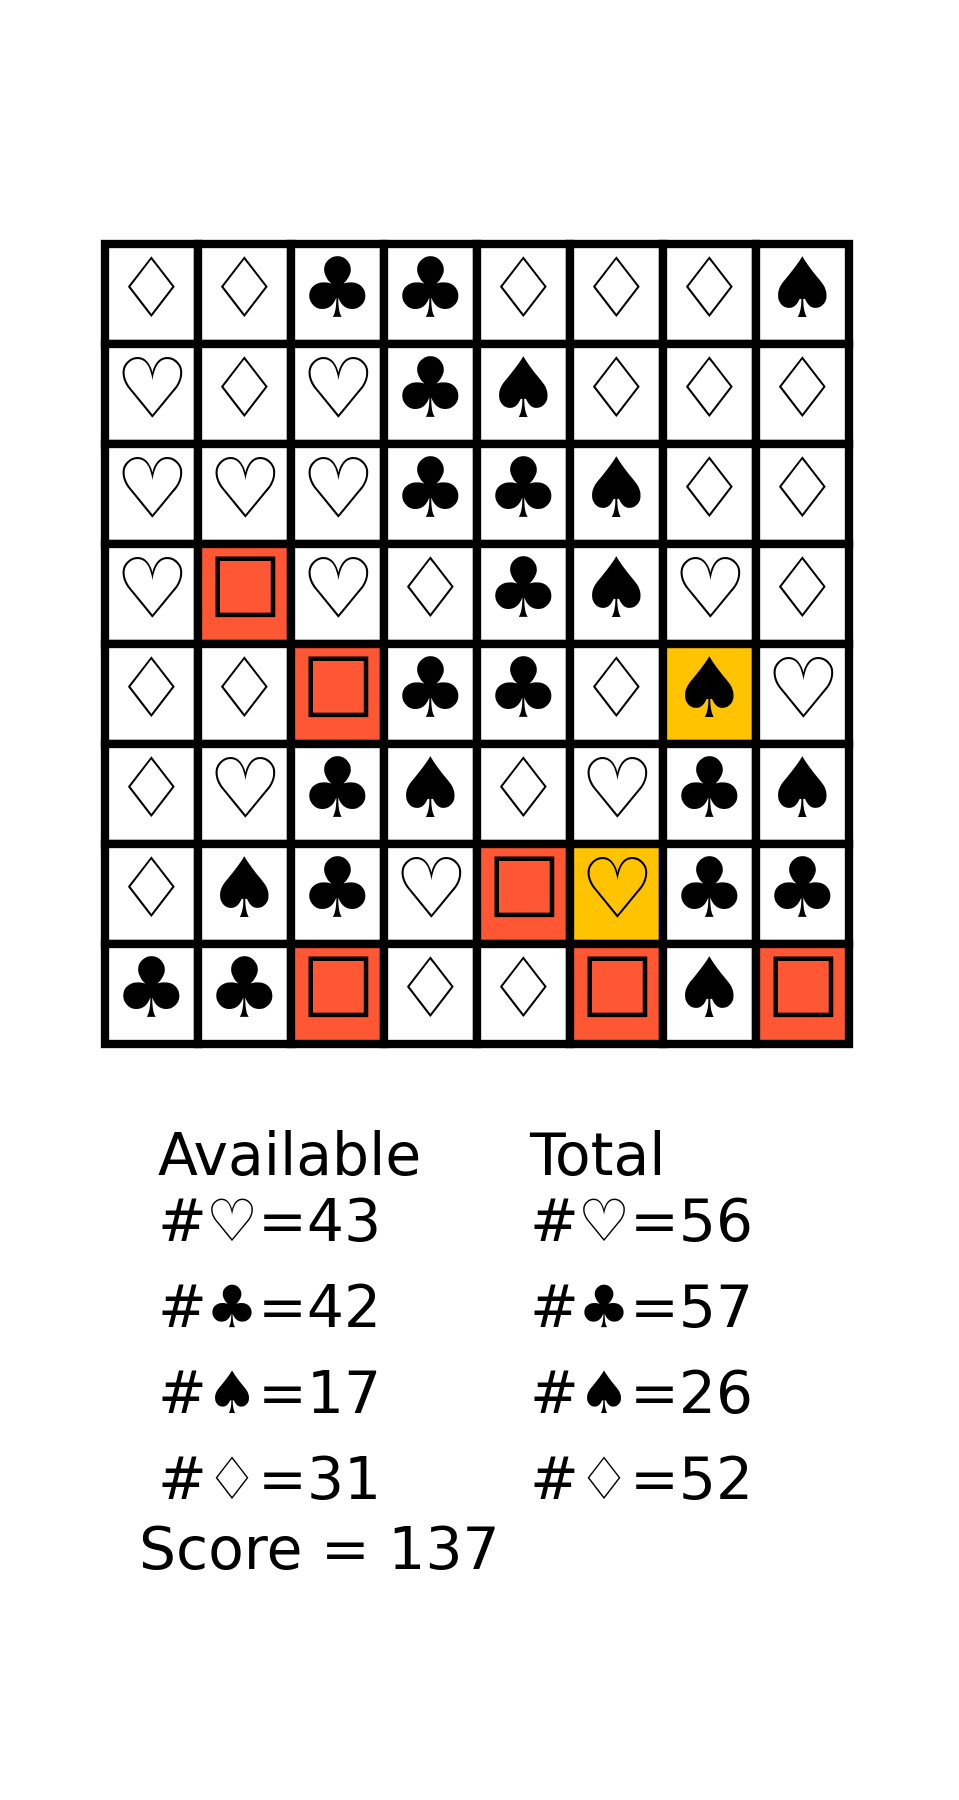 ♢ ♢ ♣ ♣ ♢ ♢ ♢ ♠
♡ ♢ ♡ ♣ ♠ ♢ ♢ ♢
♡ ♡ ♡ ♣ ♣ ♠ ♢ ♢
♡ □ ♡ ♢ ♣ ♠ ♡ ♢
♢ ♢ □ ♣ ♣ ♢ ♠ ♡
♢ ♡ ♣ ♠ ♢ ♡ ♣ ♠
♢ ♠ ♣ ♡ □ ♡ ♣ ♣
♣ ♣ □ ♢ ♢ □ ♠ □
Available Total
#♡=43 #♡=56
#♣=42 #♣=57
#♠=17 #♠=26
#♢=31 #♢=52
Score = 137